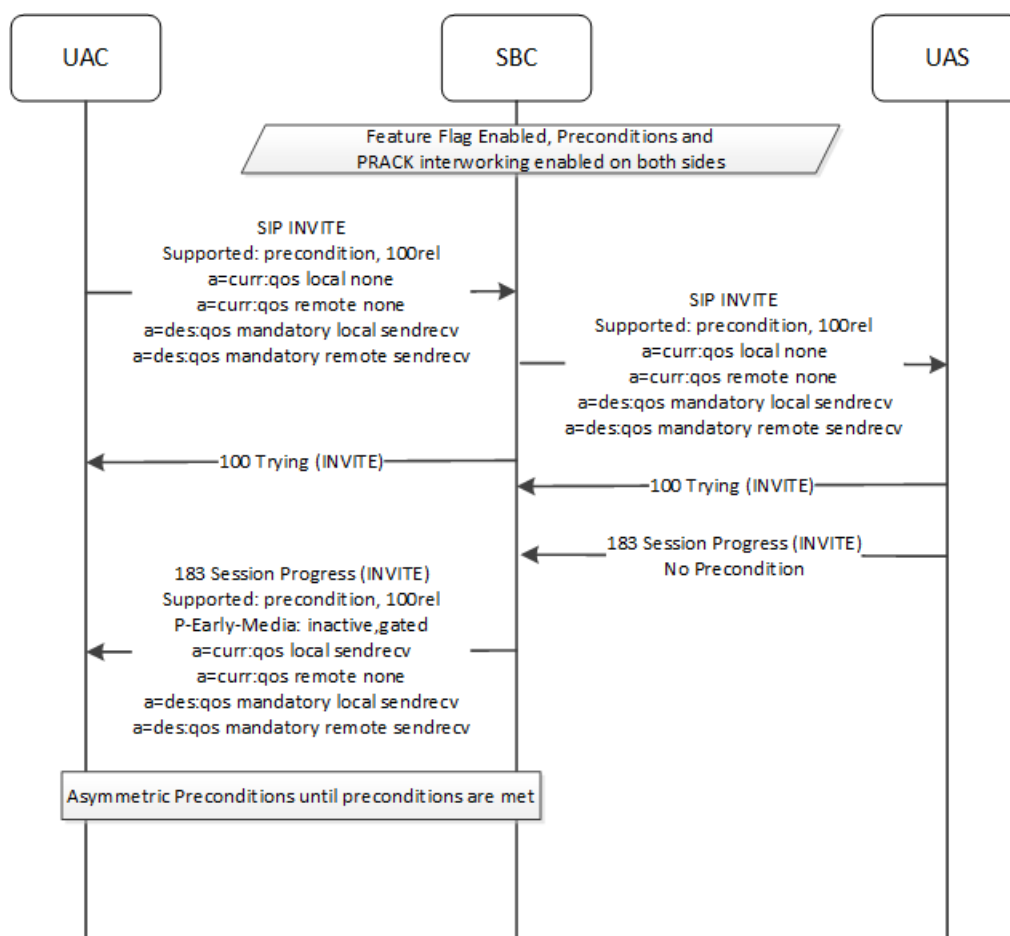 UAC
SBC
UAS
Feature Flag Enabled, Preconditions and
PRACK interworking enabled on both sides
SIP INVITE
Supported: precondition, 100rel
a=curr:qos local none
a=curr:qos remote none
a=des:qos mandatory local sendrecv
a=des:qos mandatory remote sendrecv
SIP INVITE
Supported: precondition, 100rel
a=curr:qos local none
a=curr:qos remote none
a=des:qos mandatory local sendrecv
a=des:qos mandatory remote sendrecv
100 Trying (INVITE)
100 Trying (INVITE)
183 Session Progress (INVITE)
No Precondition
183 Session Progress (INVITE)
Supported: precondition, 100rel
P-Early-Media: inactive,gated
a=curr:qos local sendrecv
a=curr:qos remote none
a=des:qos mandatory local sendrecv
a=des:qos mandatory remote sendrecv
Asymmetric Preconditions until preconditions are met